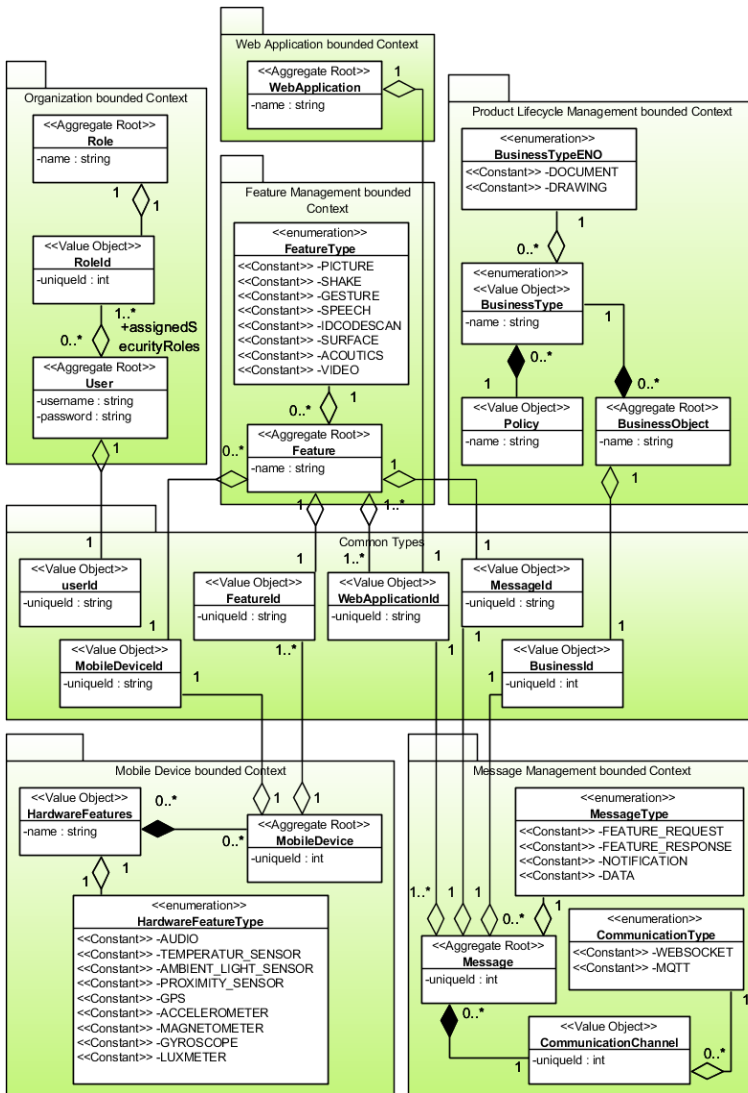 Web Application bounded Context
<<Aggregate Root>>
WebApplication
-name : string
1
Organization bounded Context
<<Aggregate Root>>
Role
-name : string
1
1
<<Value Object>>
RoleId
-uniqueId : int
1..*
+assignedS
ecurityRoles
0..*
<<Aggregate Root>>
User
-username : string
-password : string
1
Feature Management bounded
Context
<<enumeration>>
FeatureType
<<Constant>> -PICTURE
<<Constant>> -SHAKE
<<Constant>> -GESTURE
<<Constant>> -SPEECH
<<Constant>> -IDCODESCAN
<<Constant>> -SURFACE
<<Constant>> -ACOUTICS
<<Constant>> -VIDEO
1
0..*
<<Aggregate Root>>
Feature
-name : string
0..*
1
1
1..*
Product Lifecycle Management bounded Context
<<enumeration>>
BusinessTypeENO
<<Constant>> -DOCUMENT
<<Constant>> -DRAWING
1
0..*
<<enumeration>>
<<Value Object>>
BusinessType
-name : string
1
0..*
0..*
1
<<Value Object>>
Policy
-name : string
<<Aggregate Root>>
BusinessObject
-name : string
1
Common Types
1
<<Value Object>>
userId
-uniqueId : string
1
<<Value Object>>
MobileDeviceId
-uniqueId : string
1
1
<<Value Object>>
FeatureId
-uniqueId : string
1..*
1..*
1
<<Value Object>>
WebApplicationId
-uniqueId : string
1
1
<<Value Object>>
MessageId
-uniqueId : string
1
1
<<Value Object>>
BusinessId
-uniqueId : int
1
Mobile Device bounded Context
<<Value Object>>
HardwareFeatures
-name : string
0..*
0..*
1
1
<<Aggregate Root>>
MobileDevice
-uniqueId : int
1
1
<<enumeration>>
HardwareFeatureType
<<Constant>> -AUDIO
<<Constant>> -TEMPERATUR_SENSOR
<<Constant>> -AMBIENT_LIGHT_SENSOR
<<Constant>> -PROXIMITY_SENSOR
<<Constant>> -GPS
<<Constant>> -ACCELEROMETER
<<Constant>> -MAGNETOMETER
<<Constant>> -GYROSCOPE
<<Constant>> -LUXMETER
Message Management bounded Context
<<enumeration>>
MessageType
<<Constant>> -FEATURE_REQUEST
<<Constant>> -FEATURE_RESPONSE
<<Constant>> -NOTIFICATION
<<Constant>> -DATA
1..*
1
0..*
1
1
<<Aggregate Root>>
Message
-uniqueId : int
<<enumeration>>
CommunicationType
<<Constant>> -WEBSOCKET
<<Constant>> -MQTT
1
0..*
1
<<Value Object>>
CommunicationChannel
-uniqueId : int
0..*